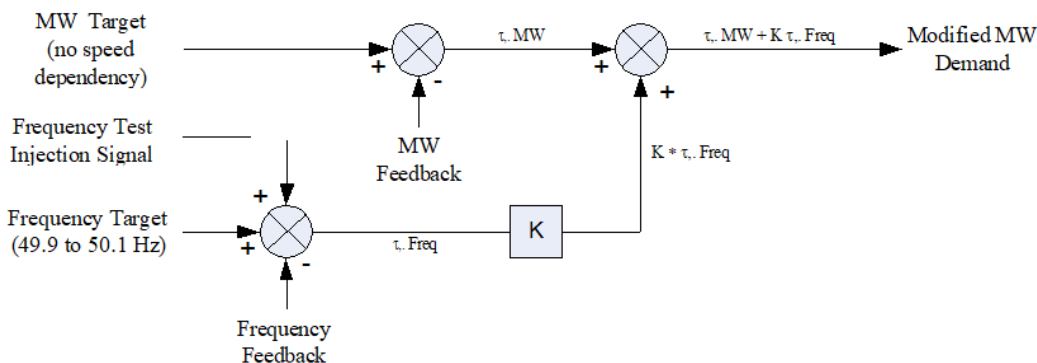 MW Target
(no speed
dependency)
+
-
τ,. MW
+
+
τ,. MW + K τ,. Freq
Modified MW
Demand
MW
Feedback
K * τ,. Freq
Frequency Test
Injection Signal
+
Frequency Target
(49.9 to 50.1 Hz)
+
-
τ,. Freq
K
Frequency
Feedback